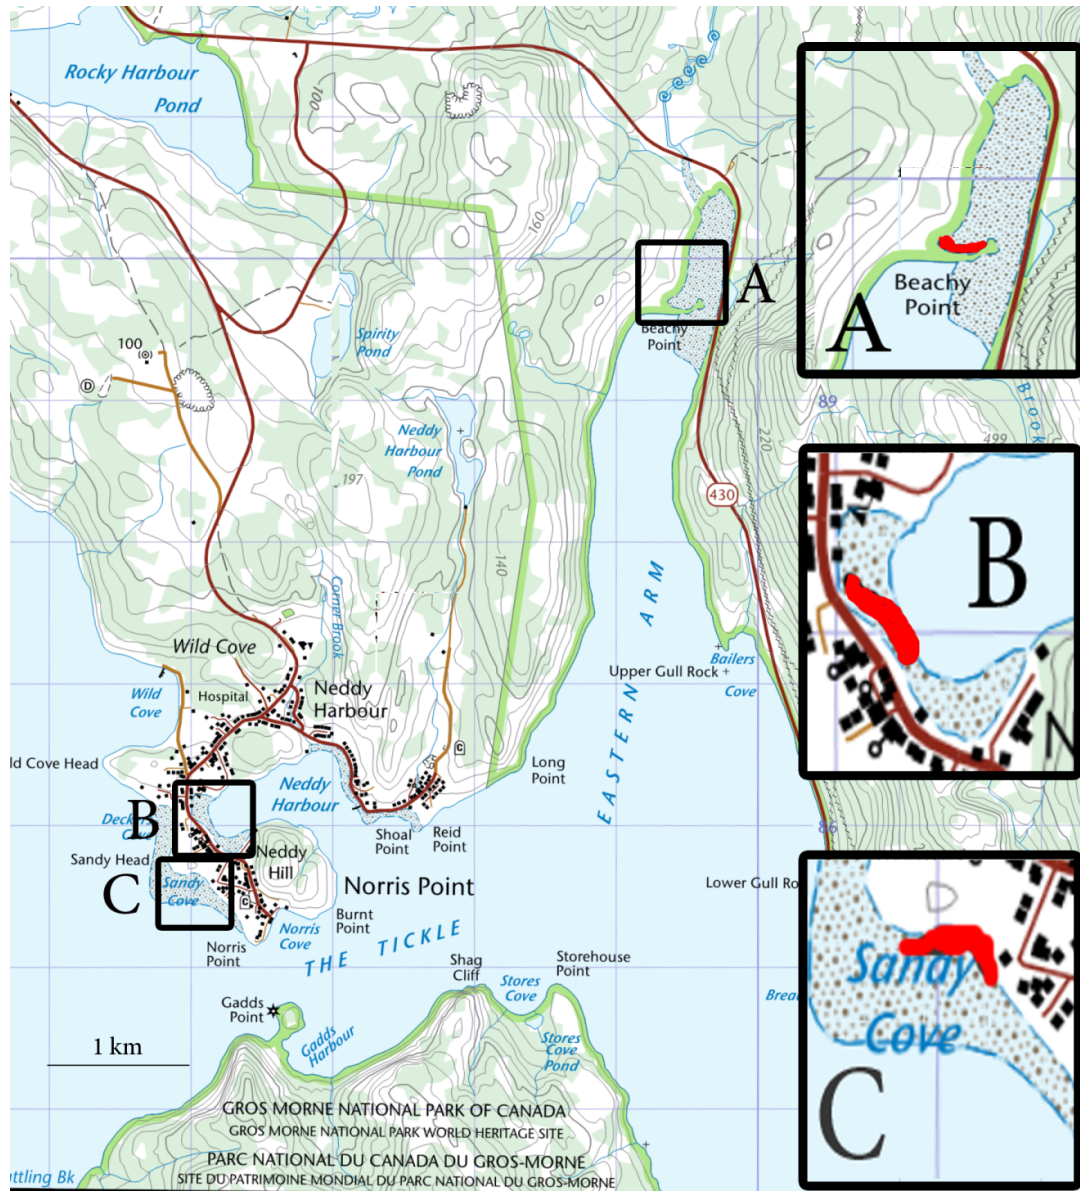 Rocky Harbour
Pond
100
160
A
Beachy
Point
Beachy
Point
A
Spirity
Pond
100
D
89
Brook
Neddy
Harbour
Pond
220
499
197
430
140
B
Corner Brook
EASTERN ARM
Wild Cove
Bailers
Cove
Upper Gull Rock
Hospital
Neddy
Harbour
Wild
Cove
N
C
ld Cove Head
Long
Point
Neddy
Harbour
B
86
Shoal
Point
Reid
Point
Sandy Head
Neddy
Hill
Sandy
Cove
C
C
Norris Point
Lower Gull Ro
Burnt
Point
Norris
Cove
Norris
Point
THE TICKLE
Sandy
Cove
Shag
Cliff
Storehouse
Point
Stores
Cove
Gadds
Point
Gadds
Harbour
Stores
Cove
Pond
1 km
C
GROS MORNE NATIONAL PARK OF CANADA
GROS MORNE NATIONAL PARK WORLD HERITAGE SITE
PARC NATIONAL DU CANADA DU GROS-MORNE
SITE DU PATRIMOINE MONDIAL DU PARC NATIONAL DU GROS-MORNE
ttling Bk